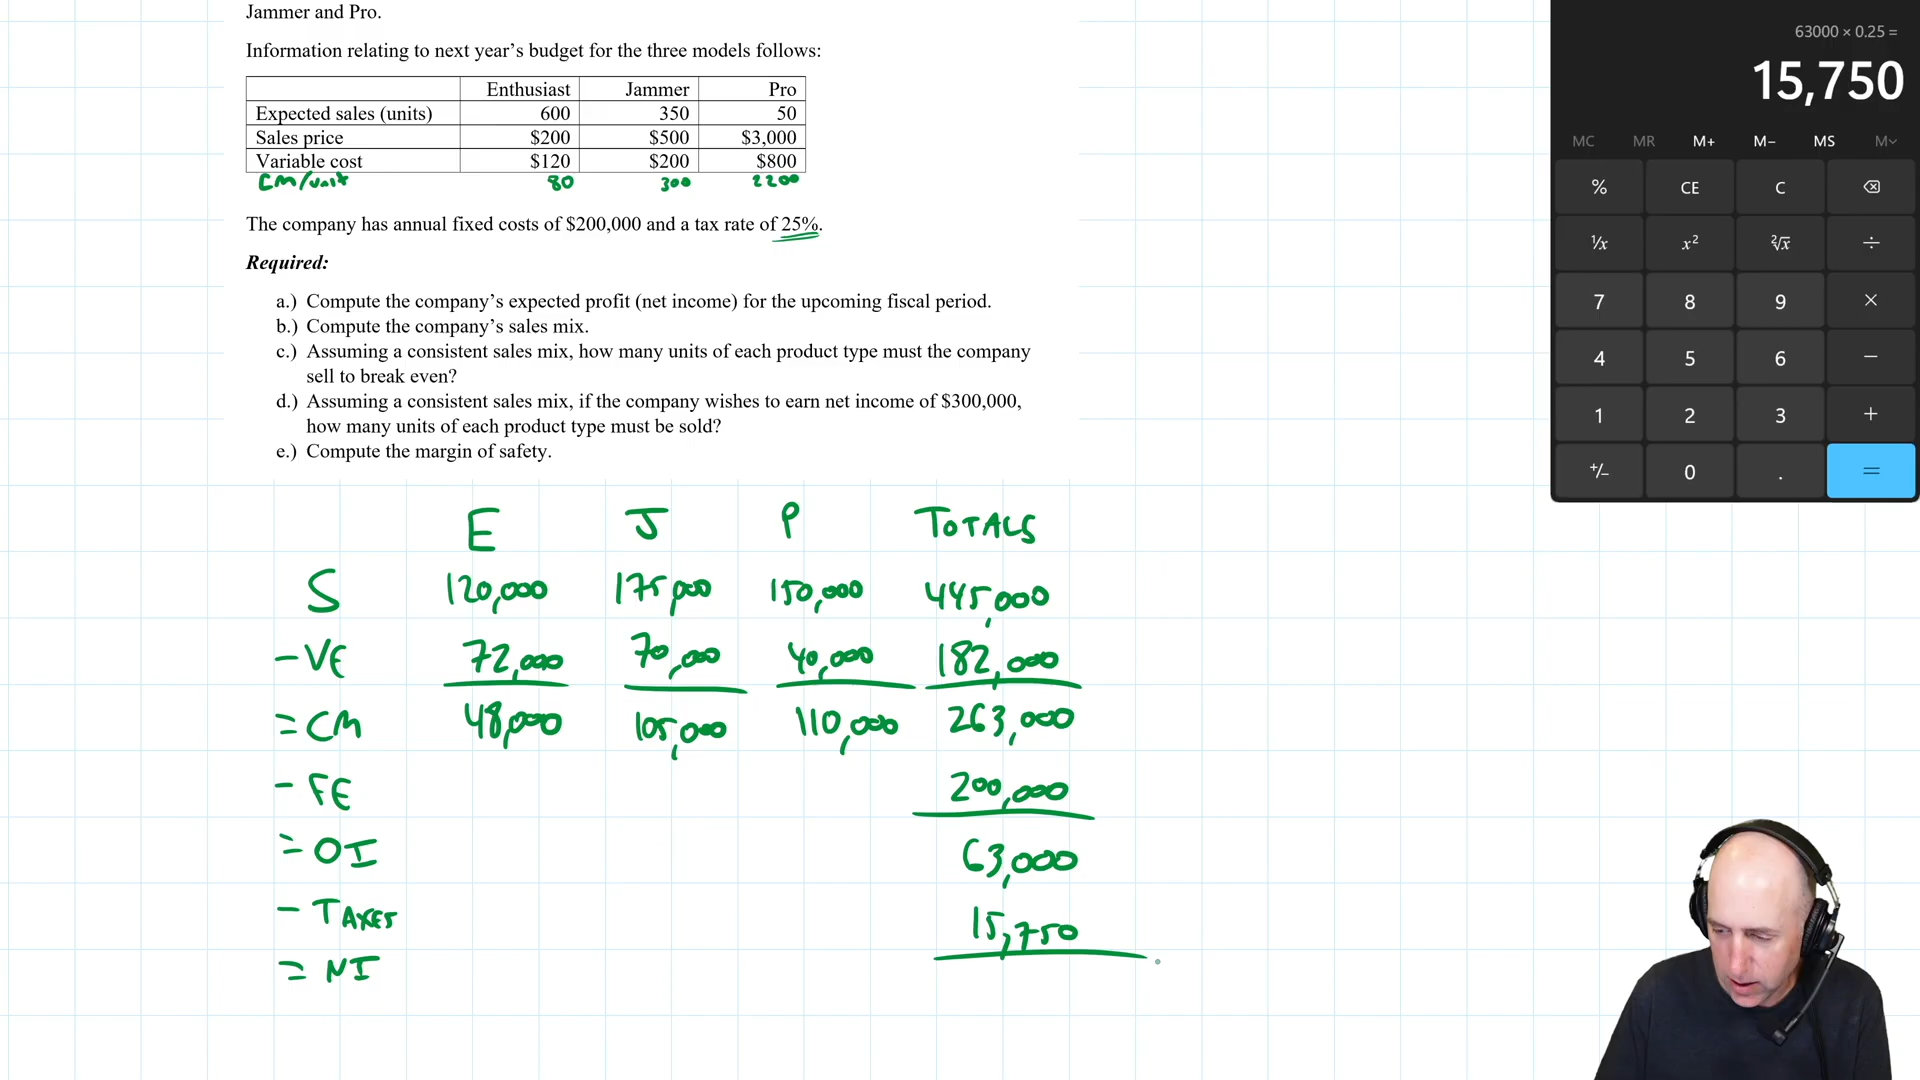 Jammer and Pro.
Information relating to next year's budget for the three models follows:
Enthusiast Jammer Pro
Expected sales (units) 600 350 50
Sales price $200 $500 $3,000
Variable cost $120 $200 $800
CM/unit 80 300 2200
The company has annual fixed costs of $200,000 and a tax rate of 25%.
Required:
a.) Compute the company's expected profit (net income) for the upcoming fiscal period.
b.) Compute the company's sales mix.
c.) Assuming a consistent sales mix, how many units of each product type must the company
sell to break even?
d.) Assuming a consistent sales mix, if the company wishes to earn net income of $300,000,
how many units of each product type must be sold?
e.) Compute the margin of safety.
E J P TOTALS
S 120,000 175,000 150,000 445,000
- VE 72,000 70,000 40,000 182,000
= CM 48,000 105,000 110,000 263,000
- FE 200,000
= OI 63,000
- TAXES 15,750
= NI
63000 × 0.25 =
15,750
MC MR M+ M− MS M˅
% CE C ⌫
¹/x x² ²√x ÷
7 8 9 ×
4 5 6 −
1 2 3 +
+/− 0 . =